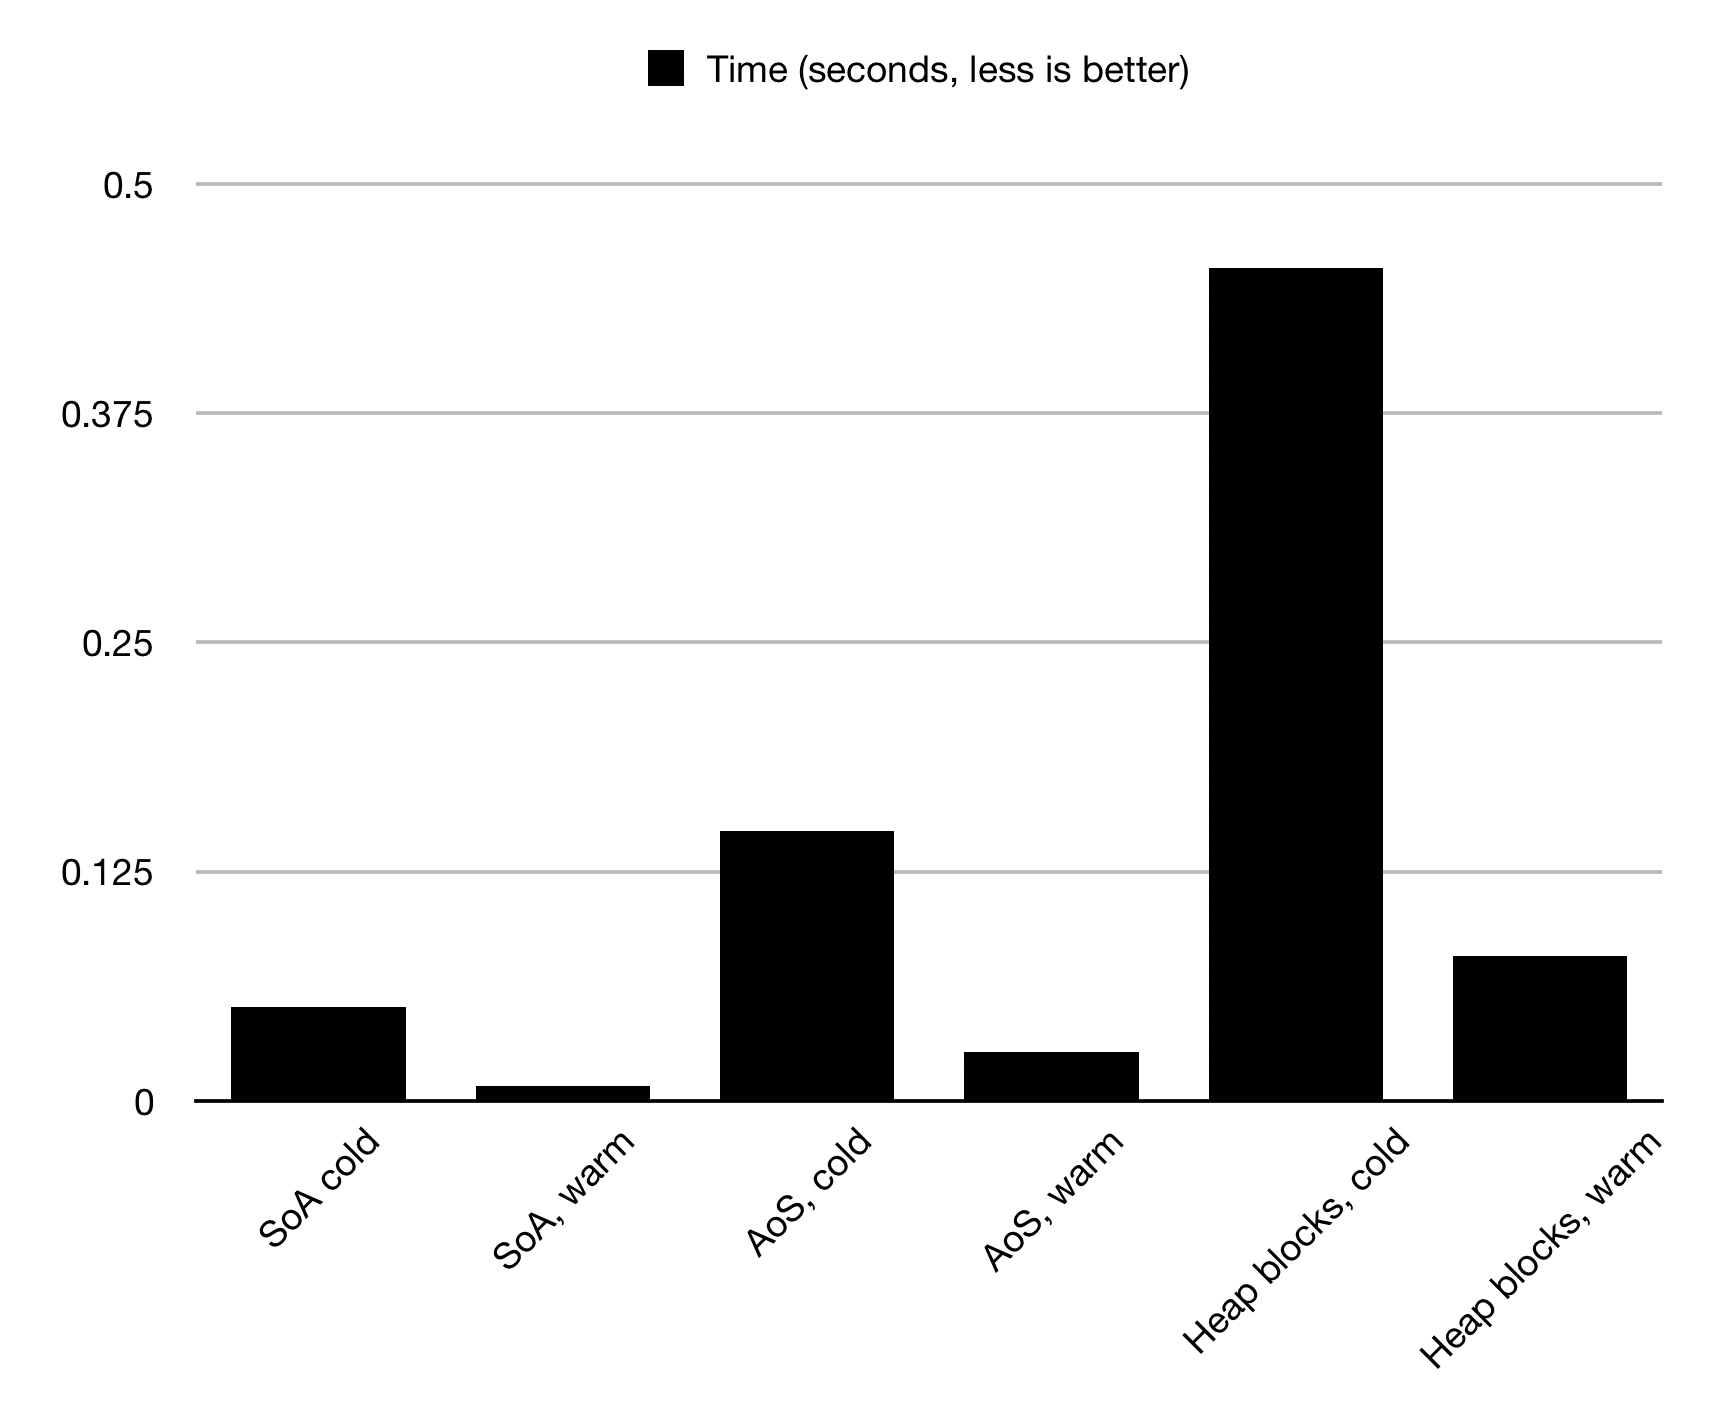 Time (seconds, less is better)
0.5
0.375
0.25
0.125
0
SoA cold
SoA, warm
AoS, cold
AoS, warm
Heap blocks, cold
Heap blocks, warm